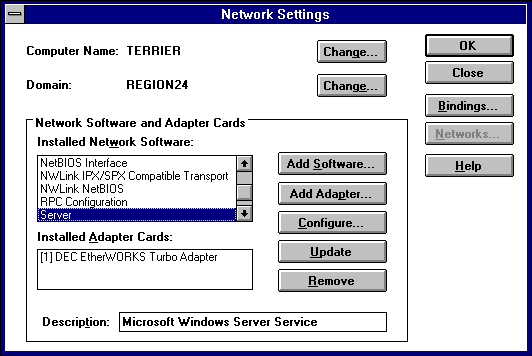 Network Settings
Computer Name: TERRIER
Change...
OK
Close
Domain: REGION24
Change...
Bindings...
Networks...
Help
Network Software and Adapter Cards
Installed Network Software:
NetBIOS Interface
NWLink IPX/SPX Compatible Transport
NWLink NetBIOS
RPC Configuration
Server
Add Software...
Add Adapter...
Configure...
Update
Remove
Installed Adapter Cards:
[1] DEC EtherWORKS Turbo Adapter
Description: Microsoft Windows Server Service